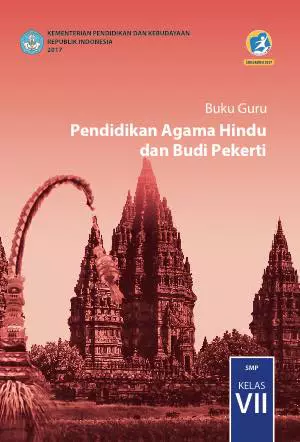 KEMENTERIAN PENDIDIKAN DAN KEBUDAYAAN
REPUBLIK INDONESIA
2017
Buku Guru
Pendidikan Agama Hindu
dan Budi Pekerti
SMP
KELAS
VII